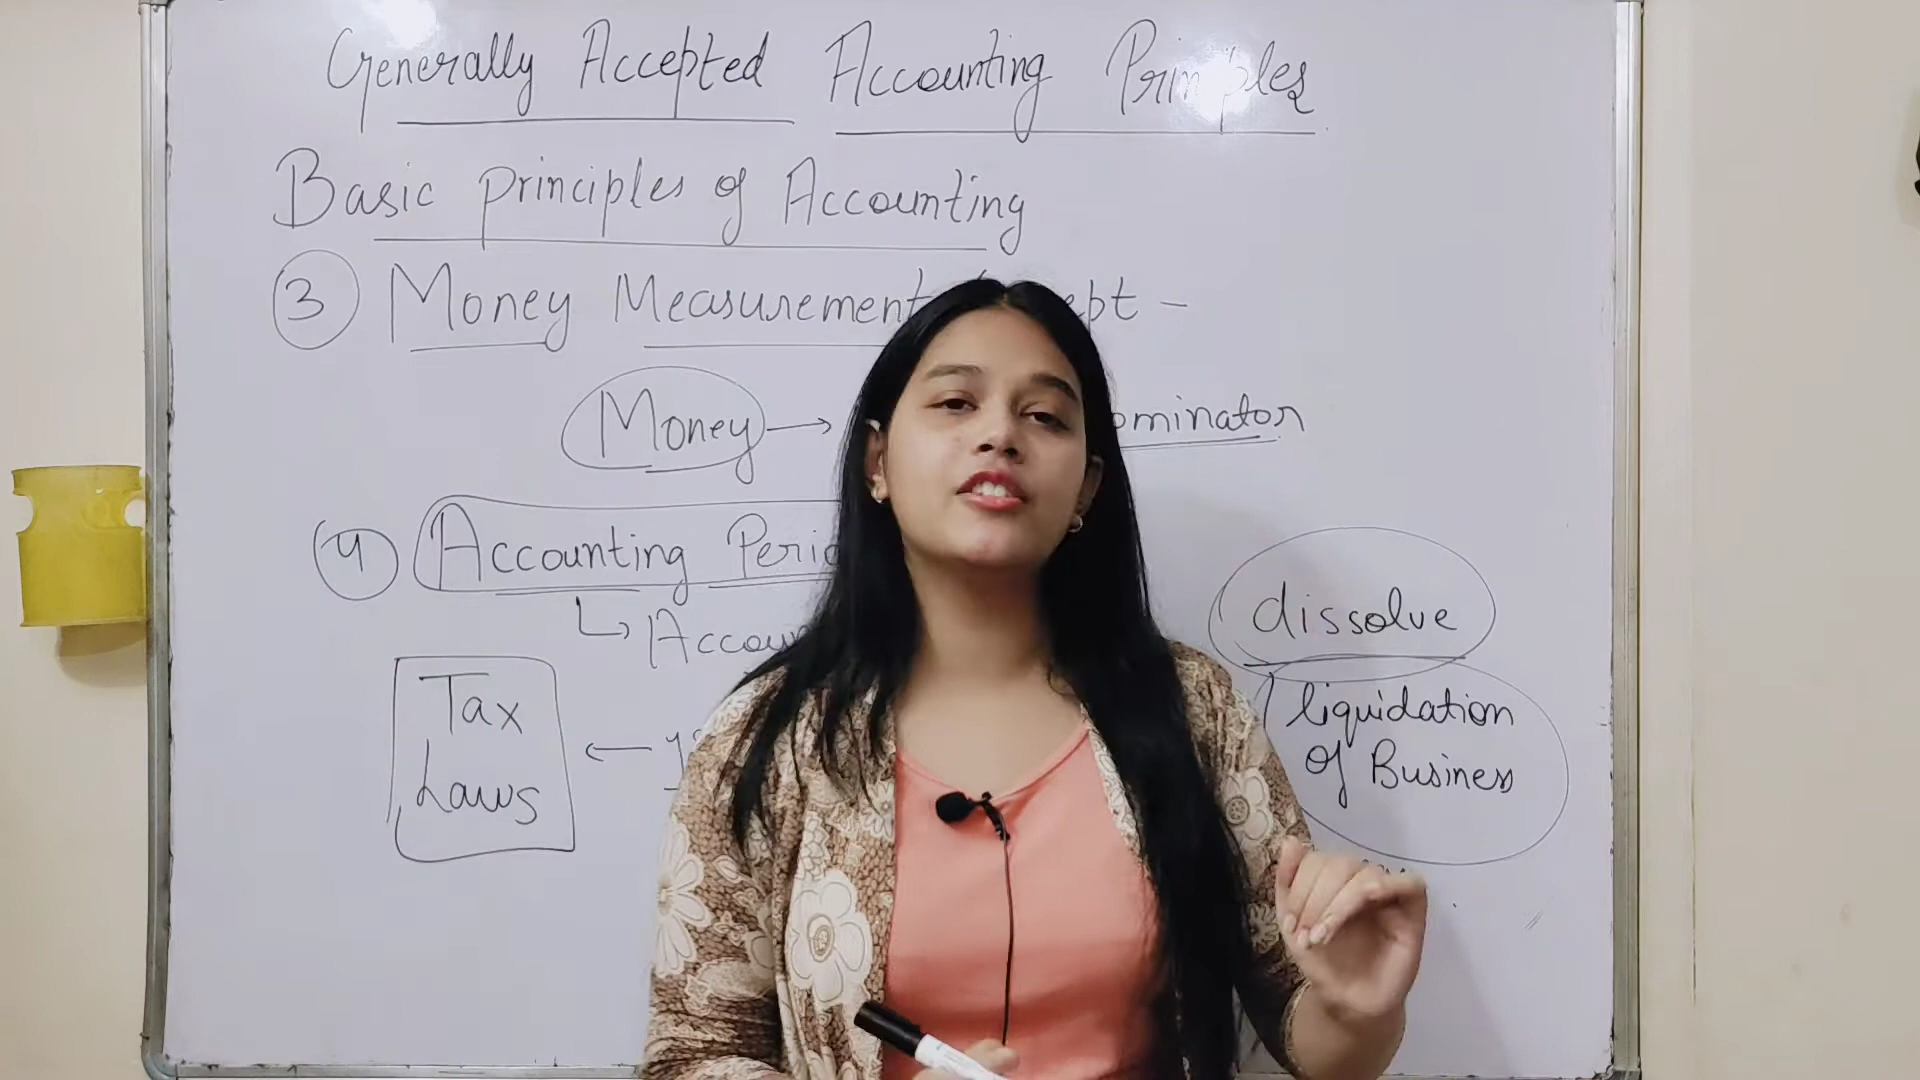 Generally Accepted Accounting Principles
Basic principles of Accounting
3 Money Measurement
Money →
4 Accounting
dissolve
Tax
Laws ←
liquidation
of Business